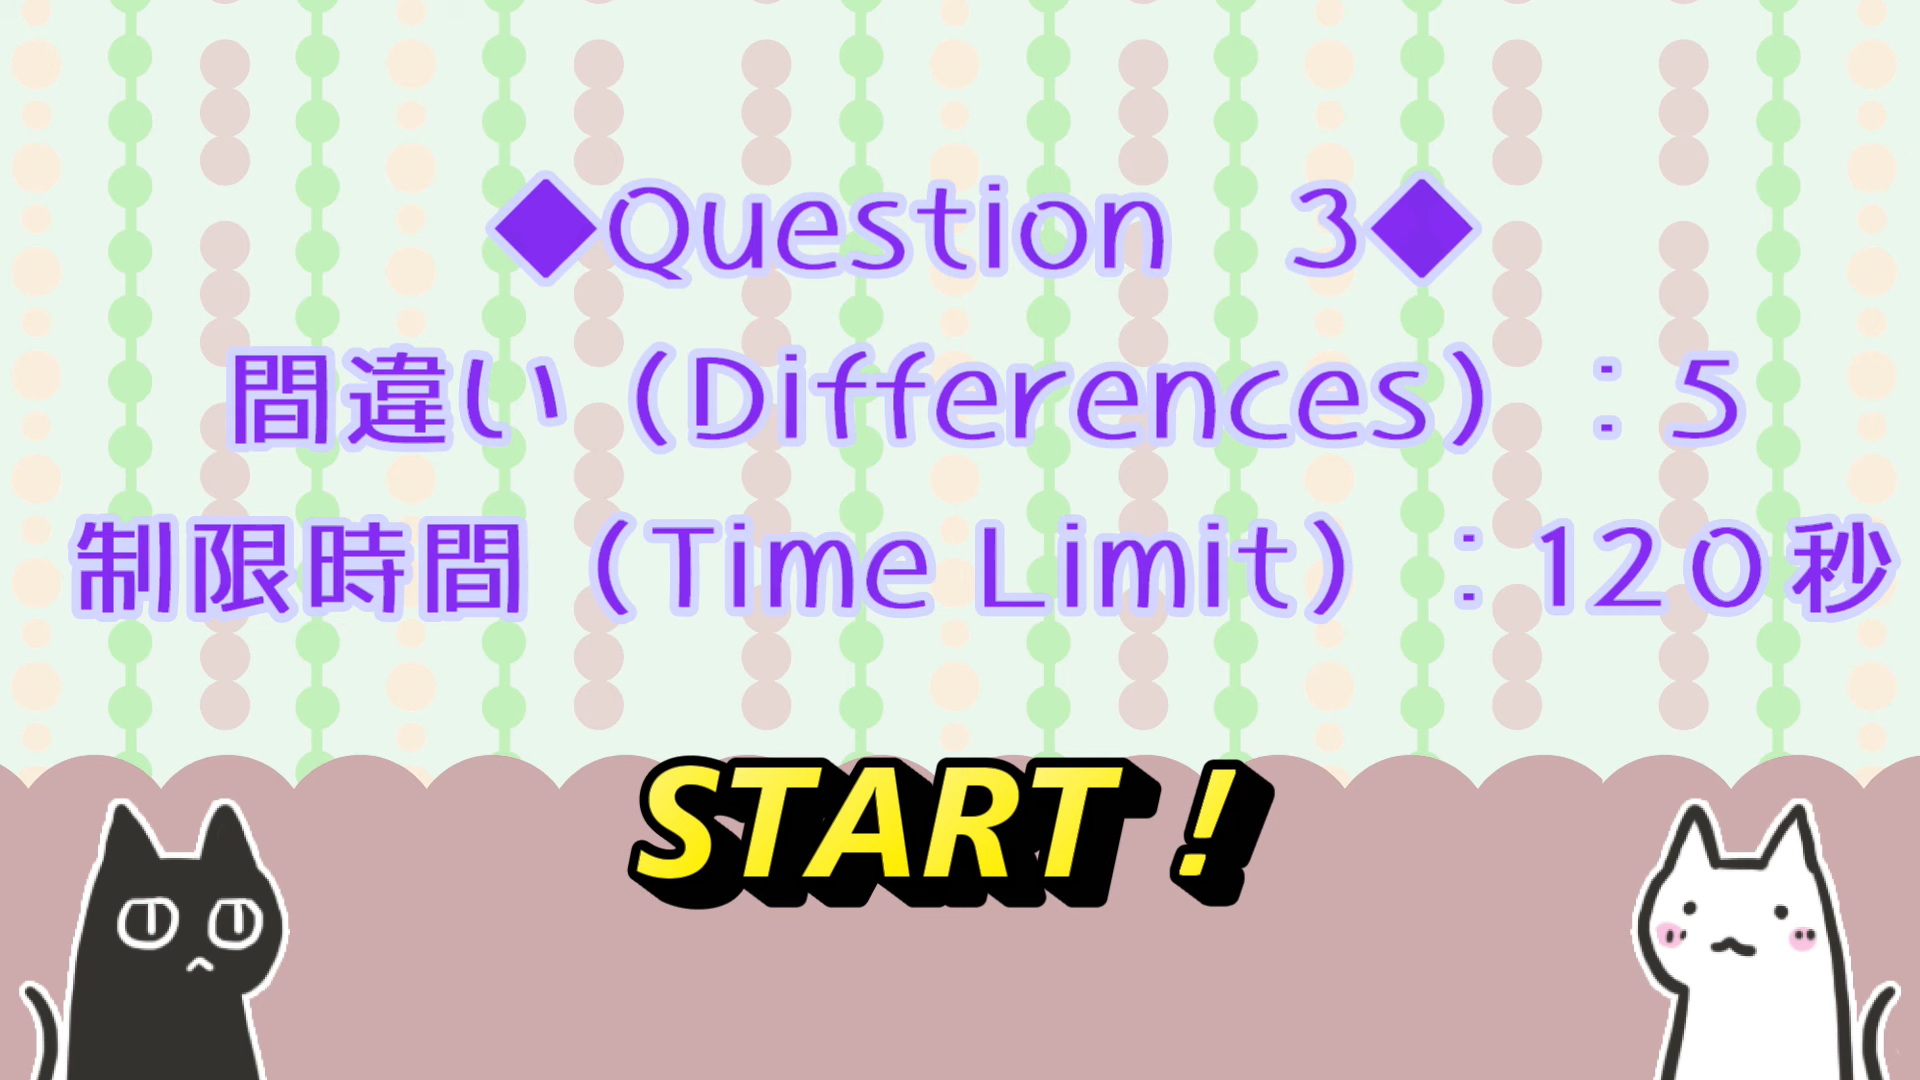 ◆Question　3◆
間違い（Differences）：５
制限時間（Time Limit）：１２０秒
START！